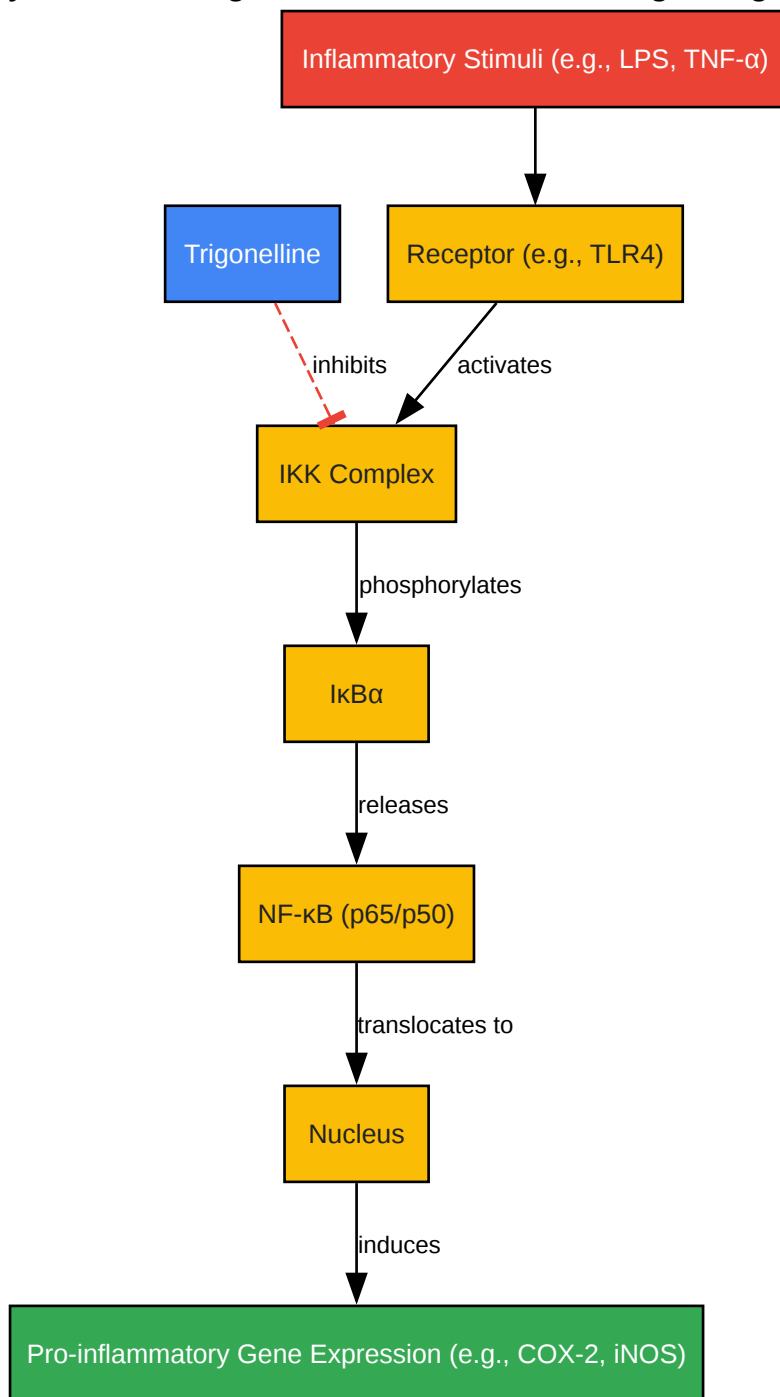 Inflammatory Stimuli (e.g., LPS, TNF-α)
Trigonelline
Receptor (e.g., TLR4)
inhibits
activates
IKK Complex
phosphorylates
IκBα
releases
NF-κB (p65/p50)
translocates to
Nucleus
induces
Pro-inflammatory Gene Expression (e.g., COX-2, iNOS)